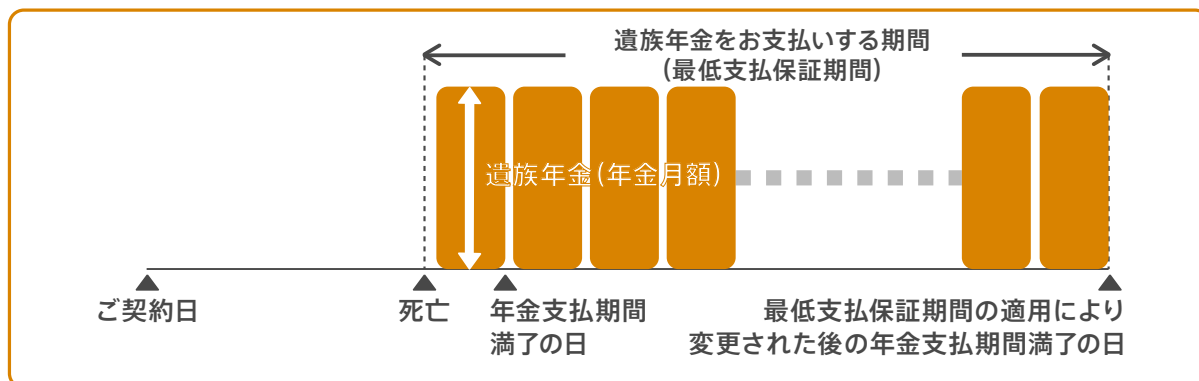 遺族年金をお支払いする期間
(最低支払保証期間)
遺族年金(年金月額)
ご契約日
死亡
年金支払期間
満了の日
最低支払保証期間の適用により
変更された後の年金支払期間満了の日